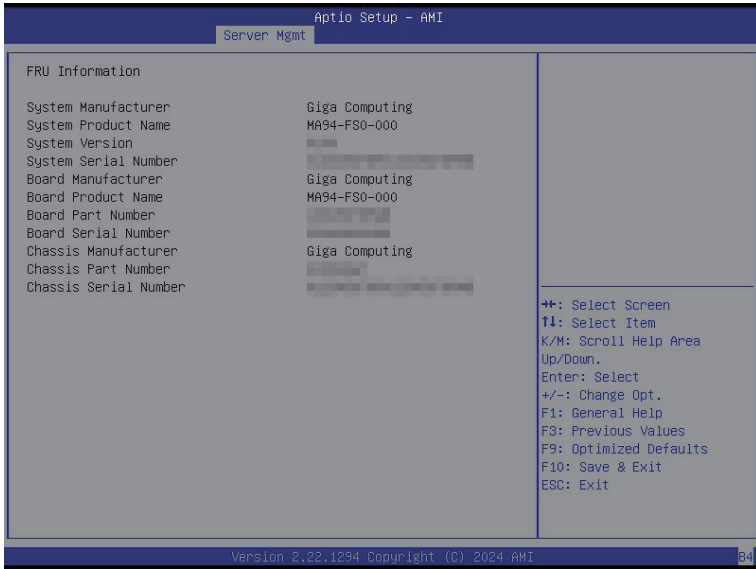 Aptio Setup - AMI
Server Mgmt
FRU Information
System Manufacturer Giga Computing
System Product Name MA94-FS0-000
System Version
System Serial Number
Board Manufacturer Giga Computing
Board Product Name MA94-FS0-000
Board Part Number
Board Serial Number
Chassis Manufacturer Giga Computing
Chassis Part Number
Chassis Serial Number
→←: Select Screen
↑↓: Select Item
K/M: Scroll Help Area
Up/Down.
Enter: Select
+/-: Change Opt.
F1: General Help
F3: Previous Values
F9: Optimized Defaults
F10: Save & Exit
ESC: Exit
Version 2.22.1294 Copyright (C) 2024 AMI
B4